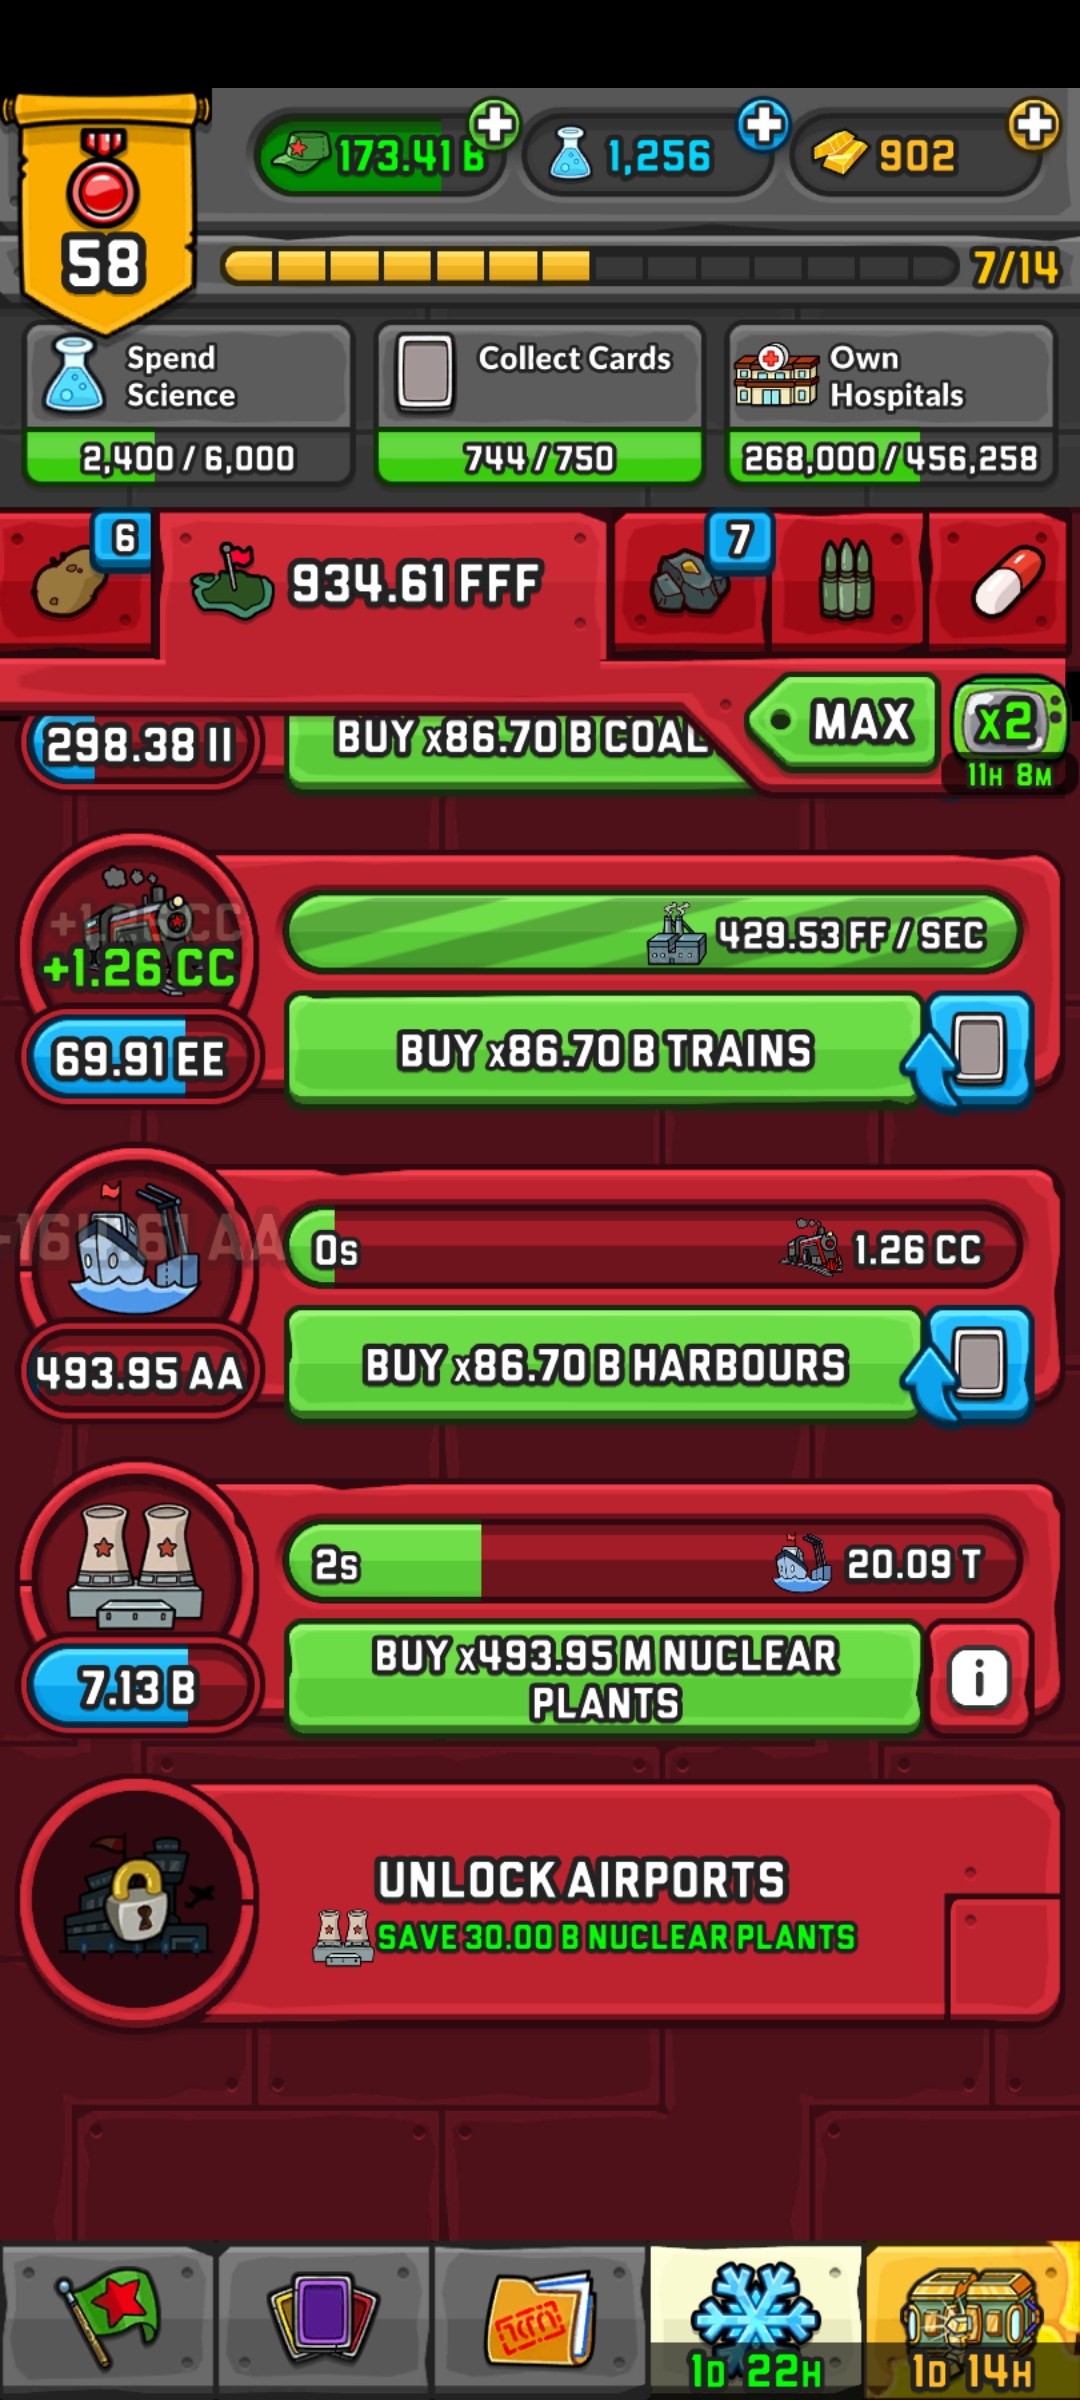 58
173.41 B
1,256
902
7/14
Spend
Science
2,400 / 6,000
Collect Cards
744 / 750
Own
Hospitals
268,000 / 456,258
6
934.61 FFF
7
MAX
x2
11H 8M
298.38 II
BUY x86.70 B COAL
+1.26 CC
429.53 FF / SEC
69.91 EE
BUY x86.70 B TRAINS
0s
1.26 CC
493.95 AA
BUY x86.70 B HARBOURS
2s
20.09 T
7.13 B
BUY x493.95 M NUCLEAR
PLANTS
i
UNLOCK AIRPORTS
SAVE 30.00 B NUCLEAR PLANTS
1D 22H
1D 14H